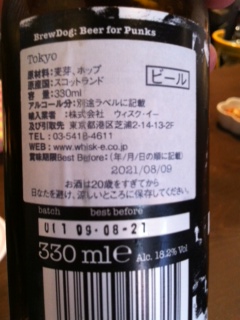 BrewDog: Beer for Punks
Tokyo
原材料：麦芽、ホップ
原産国：スコットランド
ビール
容 量：330ml
アルコール分：別途ラベルに記載
輸入業者 ：株式会社 ウィスク・イー
及び引取先：東京都港区芝浦2-14-13-2F
TEL：03-5418-4611
WEB：www.whisk-e.co.jp
賞味期限Best Before：（年/月/日の順に記載）
2021/08/09
お酒は20歳をすぎてから
日なたを避け、涼しいところに保存してください。
batch best before
011 09-08-21
330 ml e Alc. 18.2% Vol